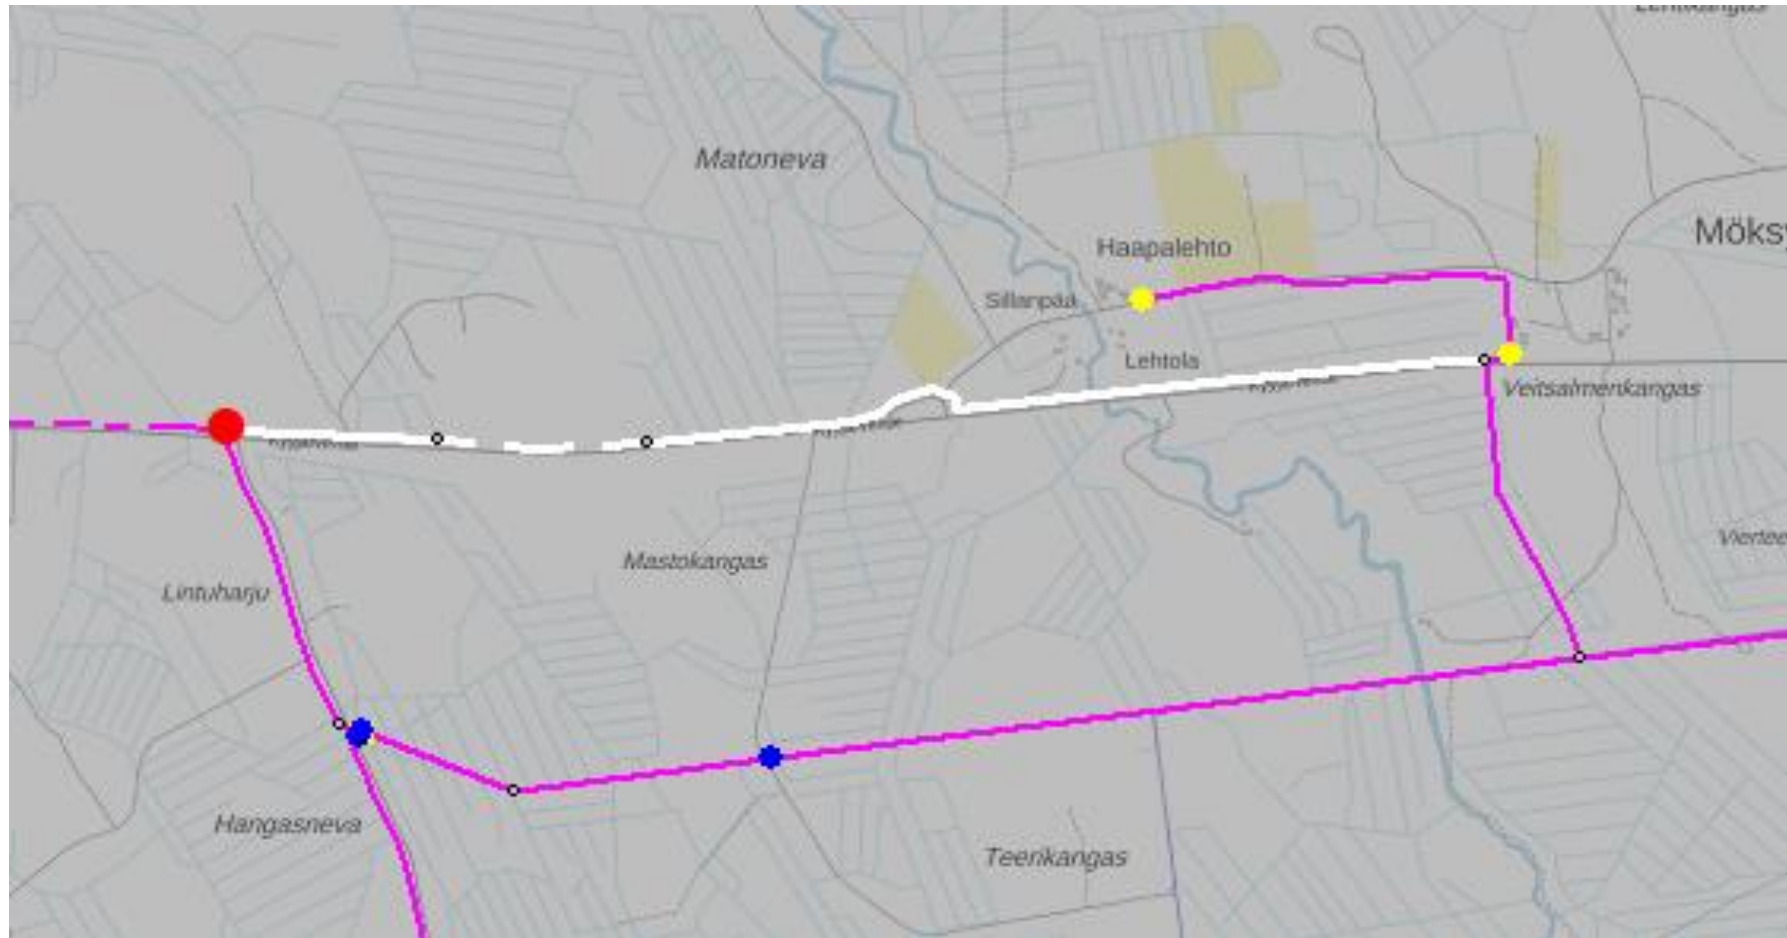 Matoneva
Haapalehto
Möksy
Sillanpää
Lehtola
Veitsalmenkangas
Mastokangas
Lintuharju
Hangasneva
Teerikangas